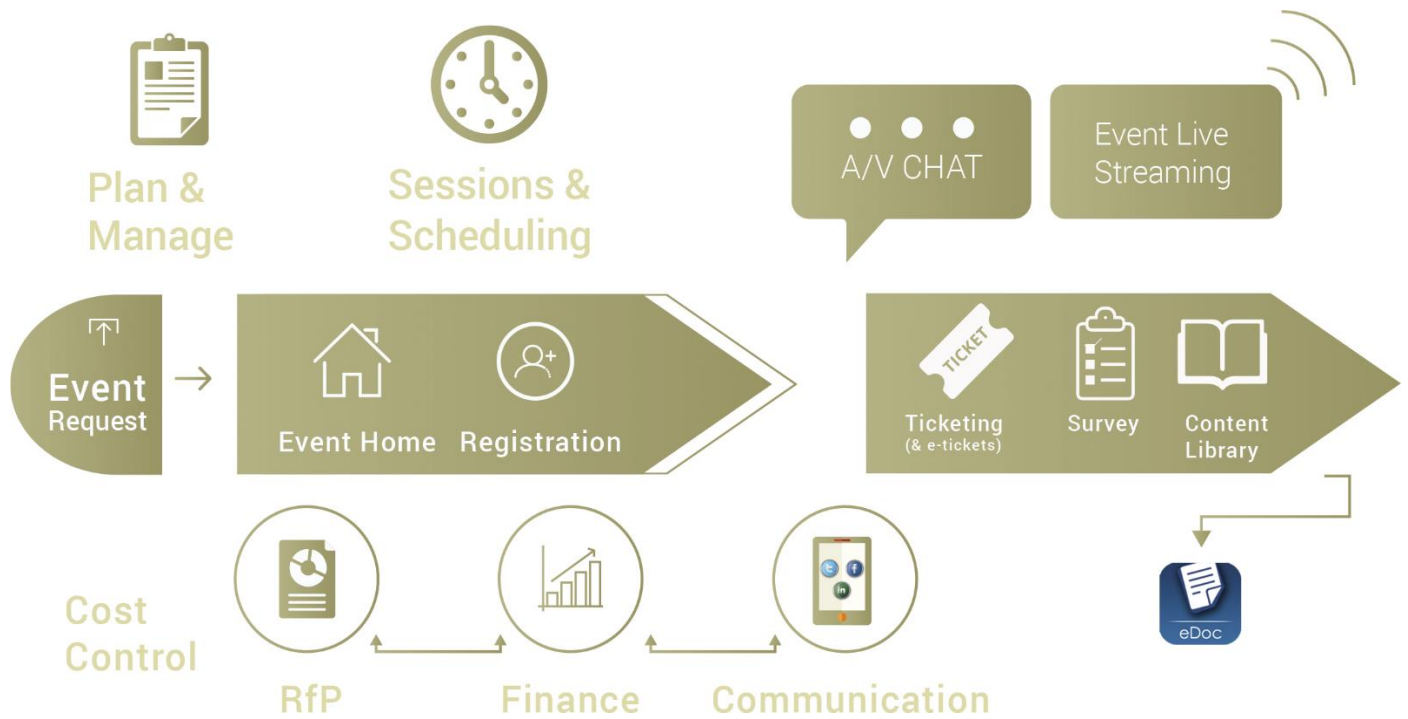 Plan &
Manage
Sessions &
Scheduling
A/V CHAT
Event Live
Streaming
Event
Request
Event Home
Registration
TICKET
Ticketing
(& e-tickets)
Survey
Content
Library
Cost
Control
RfP
Finance
t
f
in
Communication
eDoc